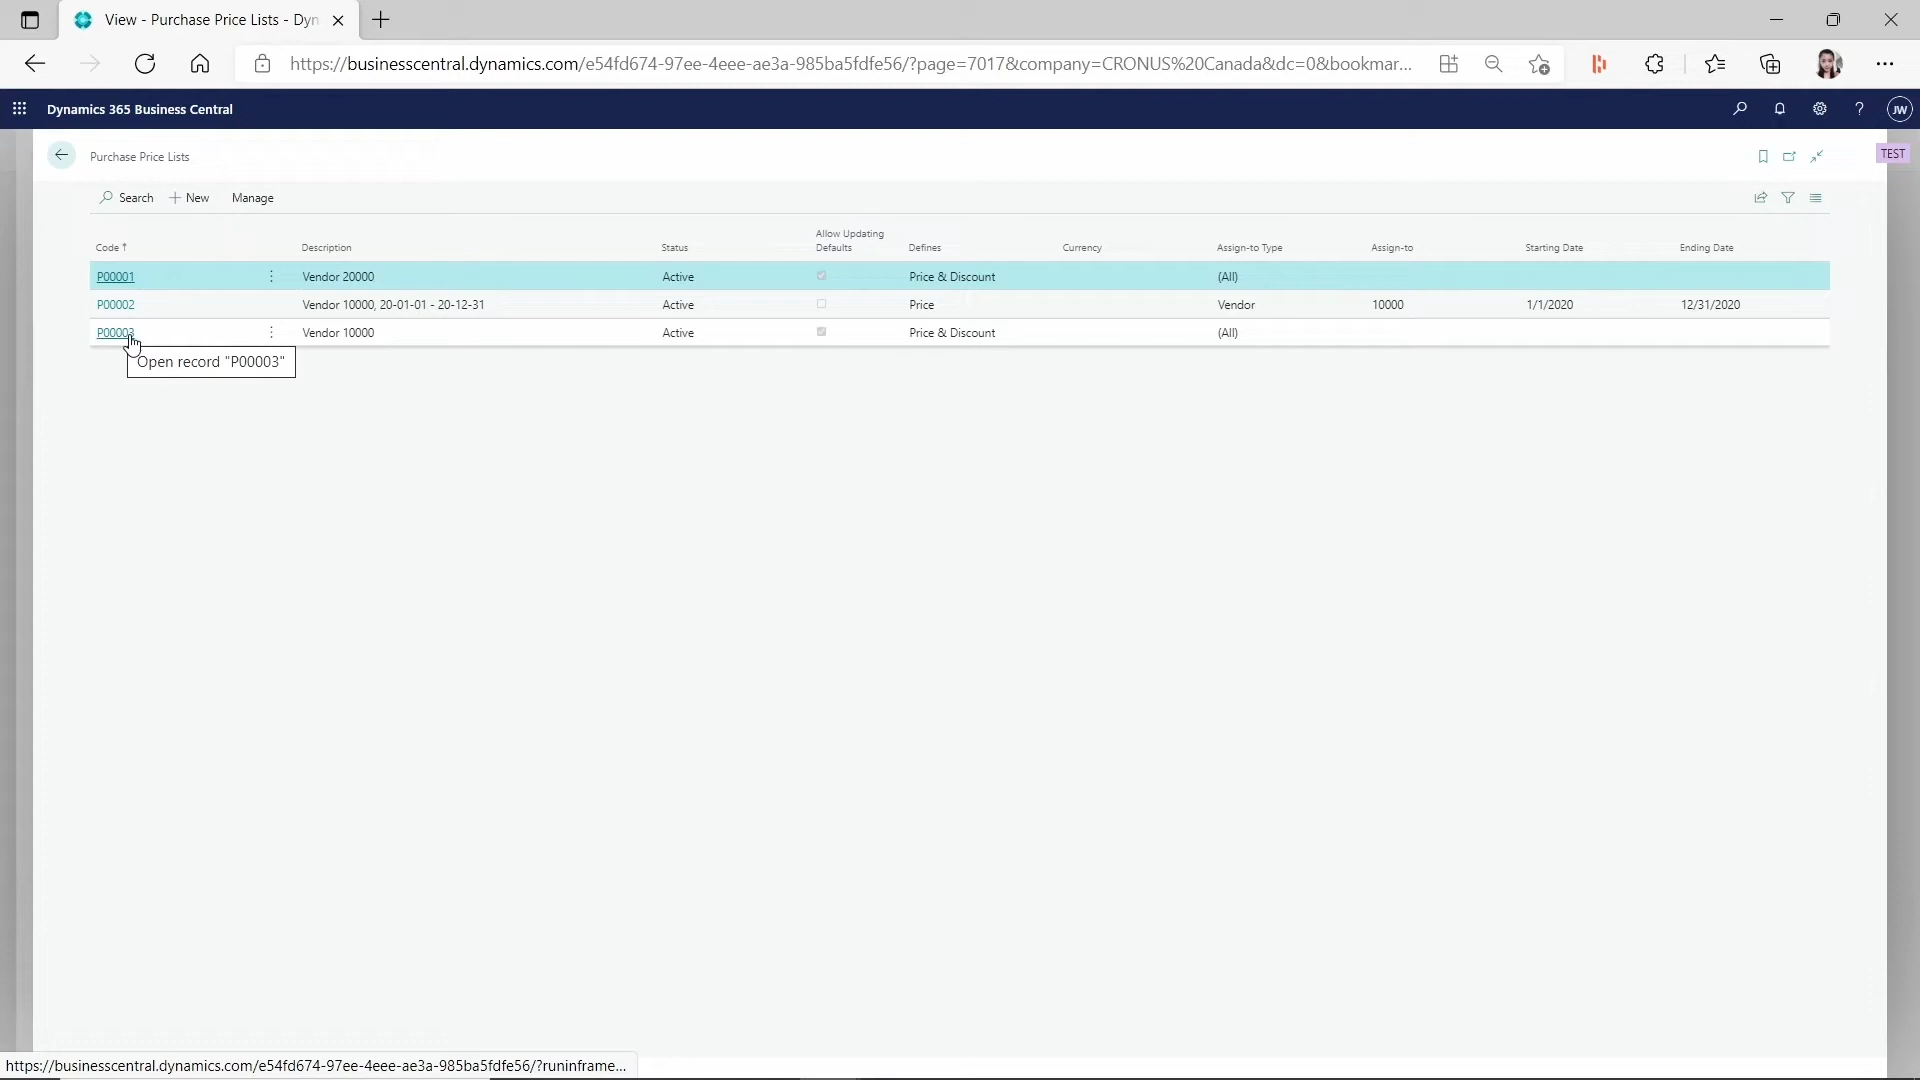 View - Purchase Price Lists - Dyn
https://businesscentral.dynamics.com/e54fd674-97ee-4eee-ae3a-985ba5fdfe56/?page=7017&company=CRONUS%20Canada&dc=0&bookmar...
Dynamics 365 Business Central
? JW
Purchase Price Lists
TEST
Search + New Manage
Code ↑ Description Status Allow Updating Defaults Defines Currency Assign-to Type Assign-to Starting Date Ending Date
P00001 Vendor 20000 Active Price & Discount (All)
P00002 Vendor 10000, 20-01-01 - 20-12-31 Active Price Vendor 10000 1/1/2020 12/31/2020
P00003 Vendor 10000 Active Price & Discount (All)
Open record "P00003"
https://businesscentral.dynamics.com/e54fd674-97ee-4eee-ae3a-985ba5fdfe56/?runinframe...